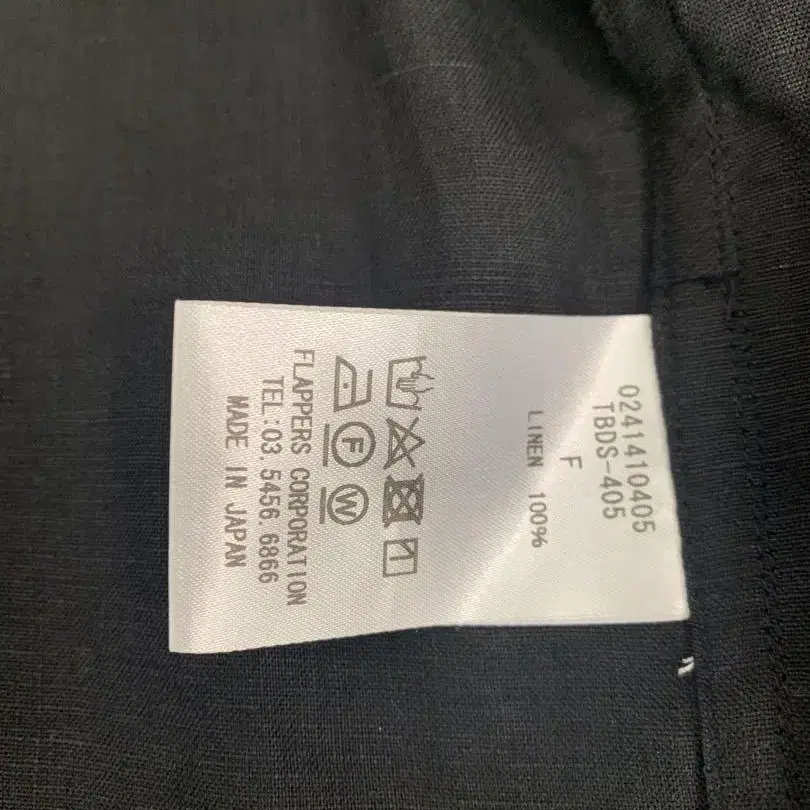 0241410405
TBDS-405
F
LINEN 100%
F
W
FLAPPERS CORPORATION
TEL:03.5456.6866
MADE IN JAPAN